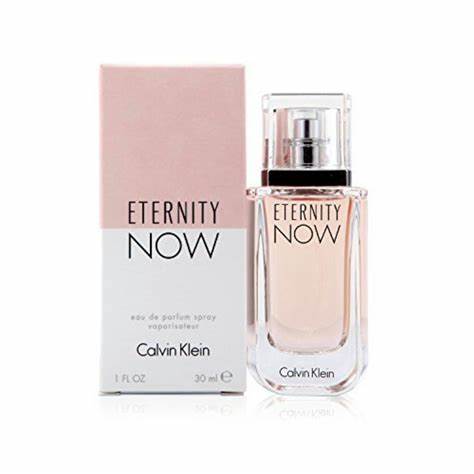 ETERNITY
NOW
eau de parfum spray
vaporisateur
Calvin Klein
1 FL OZ 30 ml ℮
ETERNITY
NOW
Calvin Klein